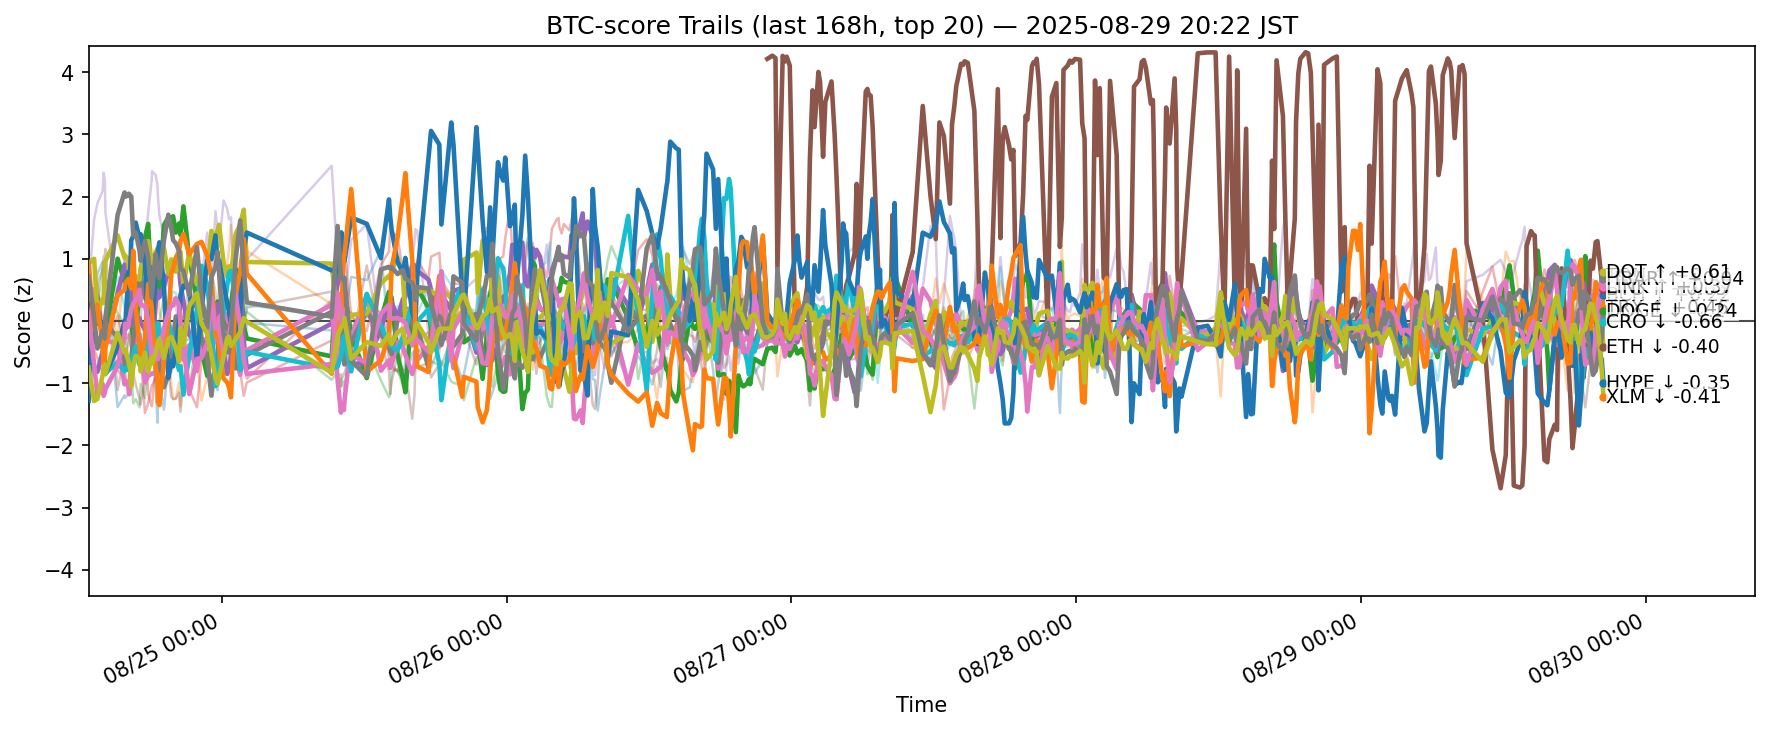 BTC-score Trails (last 168h, top 20) — 2025-08-29 20:22 JST
Score (z)
4
3
2
1
0
−1
−2
−3
−4
DOT ↑ +0.61
LINK ↑ +0.37
DOGE ↓ -0.24
CRO ↓ -0.66
ETH ↓ -0.40
HYPE ↓ -0.35
XLM ↓ -0.41
08/25 00:00
08/26 00:00
08/27 00:00
08/28 00:00
08/29 00:00
08/30 00:00
Time